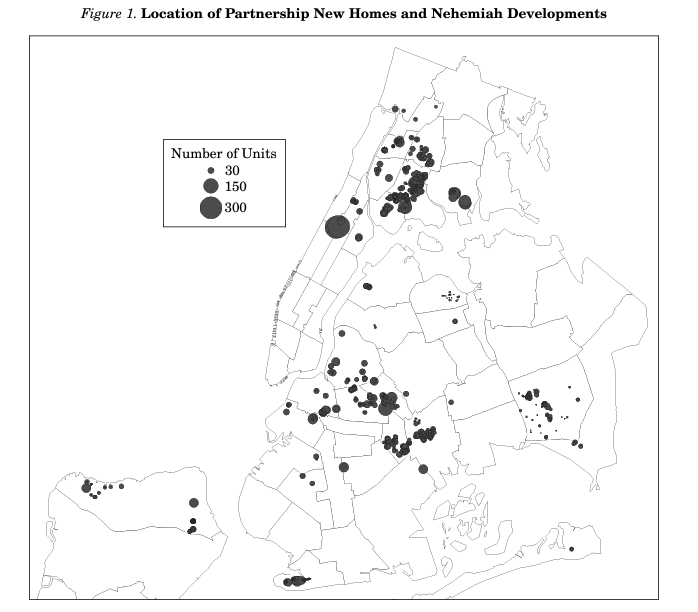 Figure 1. Location of Partnership New Homes and Nehemiah Developments
Number of Units
30
150
300